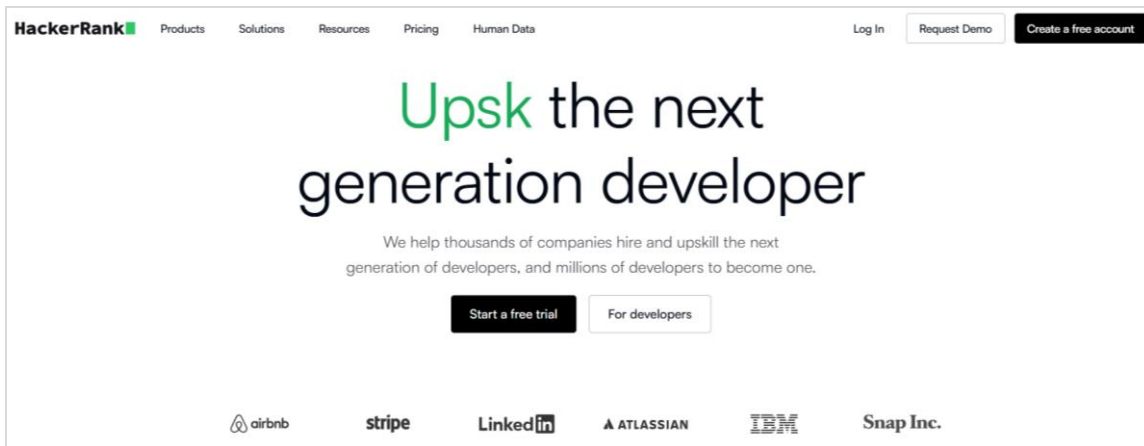 HackerRank Products Solutions Resources Pricing Human Data Log In Request Demo Create a free account
Upsk the next
generation developer
We help thousands of companies hire and upskill the next
generation of developers, and millions of developers to become one.
Start a free trial For developers
airbnb stripe Linked in ATLASSIAN IBM Snap Inc.